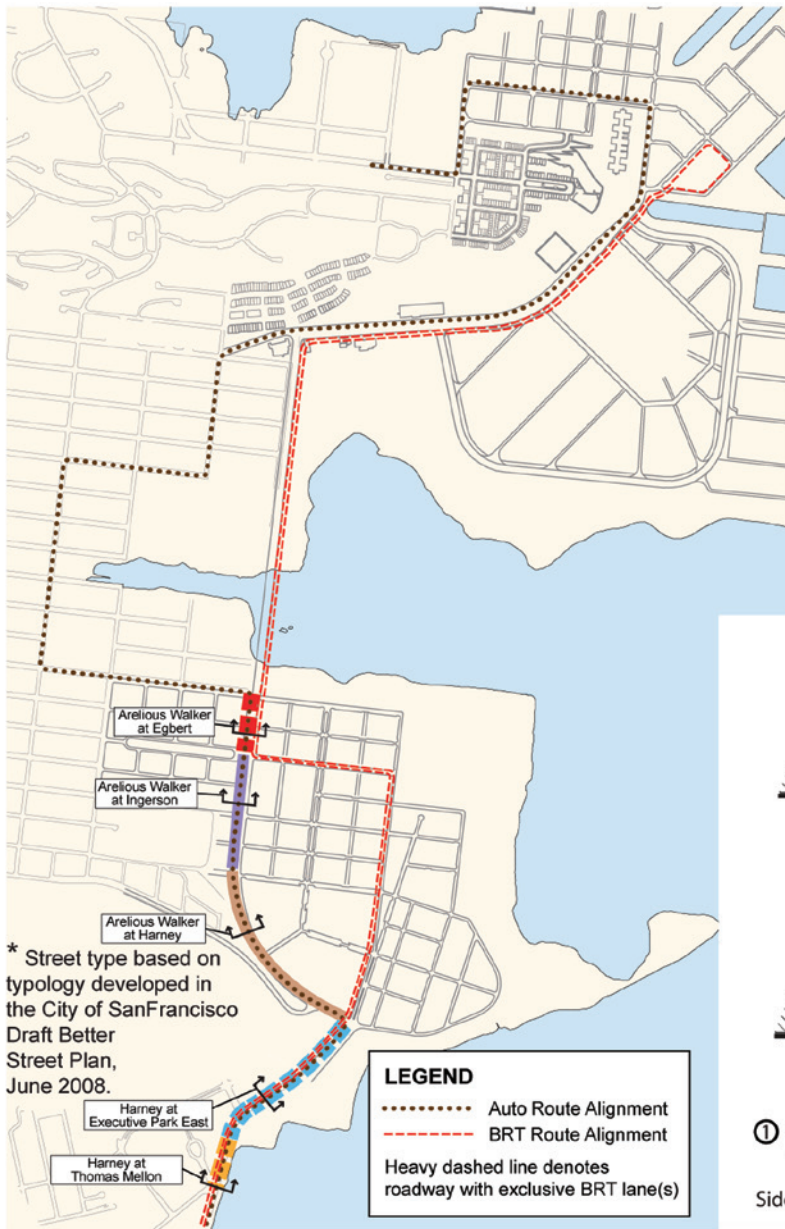 Arelious Walker
at Egbert
Arelious Walker
at Ingerson
Arelious Walker
at Harney
* Street type based on
typology developed in
the City of SanFrancisco
Draft Better
Street Plan,
June 2008.
Harney at
Executive Park East
Harney at
Thomas Mellon
LEGEND
Auto Route Alignment
BRT Route Alignment
Heavy dashed line denotes
roadway with exclusive BRT lane(s)
①